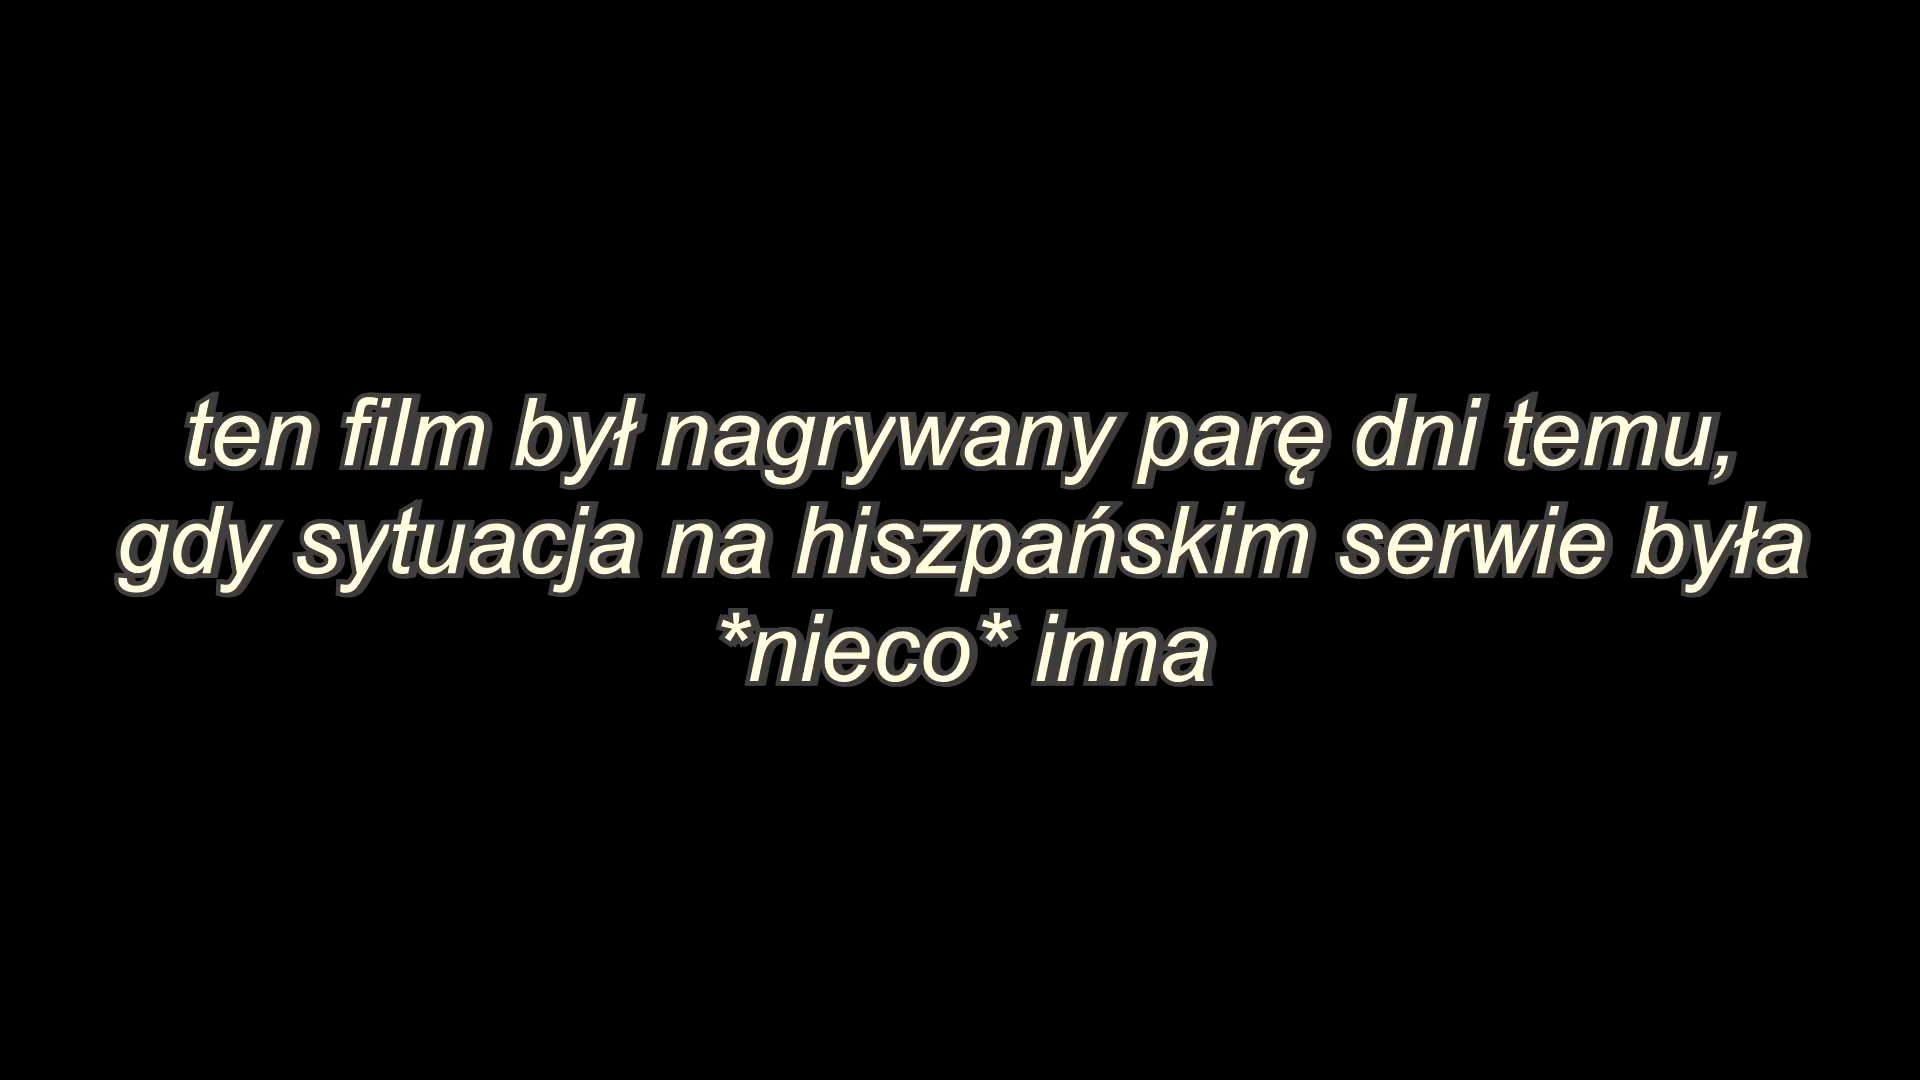 ten film był nagrywany parę dni temu,
gdy sytuacja na hiszpańskim serwie była
*nieco* inna